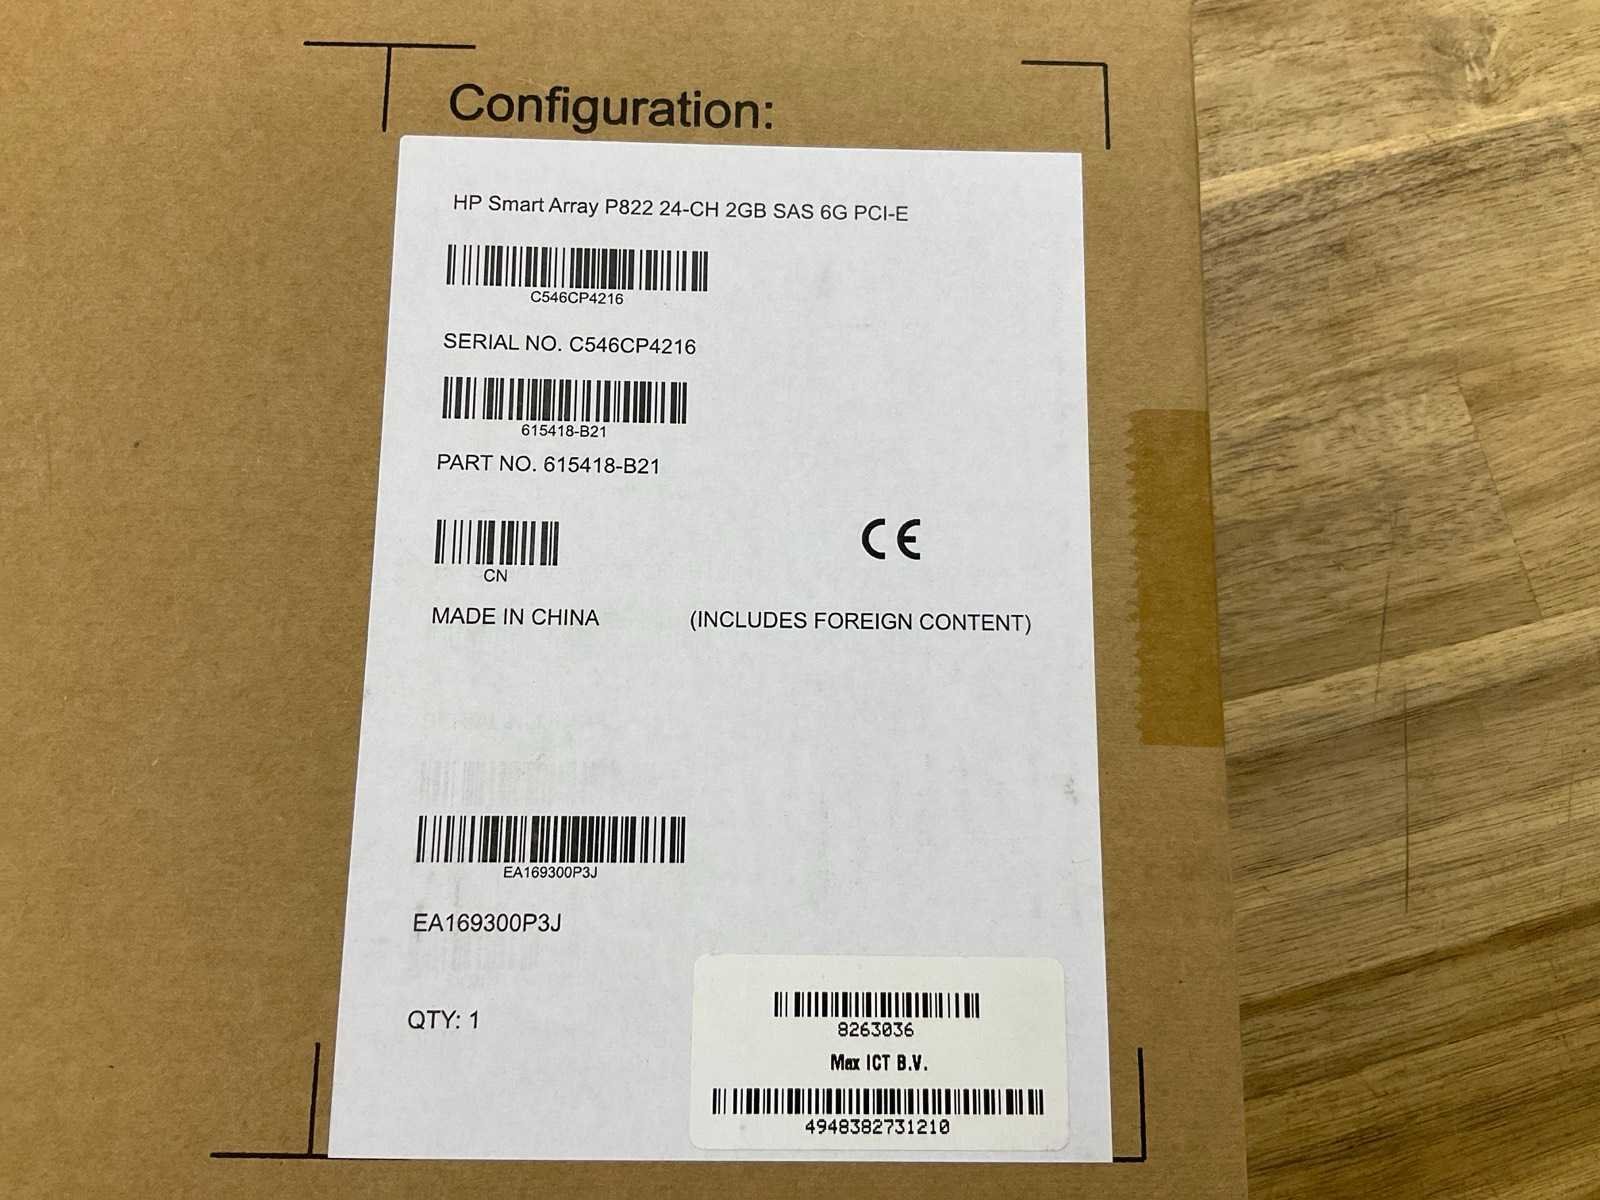 Configuration:
HP Smart Array P822 24-CH 2GB SAS 6G PCI-E
C546CP4216
SERIAL NO. C546CP4216
615418-B21
PART NO. 615418-B21
CN
CE
MADE IN CHINA (INCLUDES FOREIGN CONTENT)
EA169300P3J
EA169300P3J
QTY: 1
8263036
Max ICT B.V.
4948382731210